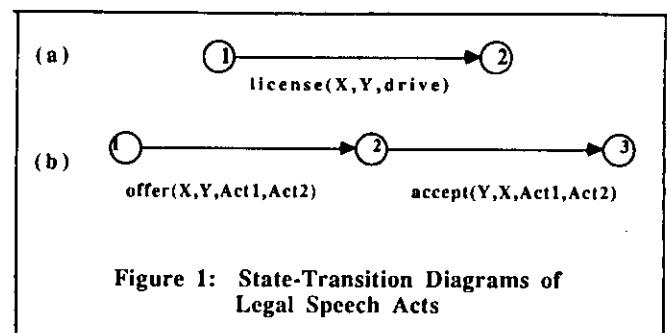 (a) 1 2
license(X,Y,drive)
(b) 1 2 3
offer(X,Y,Act1,Act2) accept(Y,X,Act1,Act2)
Figure 1: State-Transition Diagrams of
Legal Speech Acts